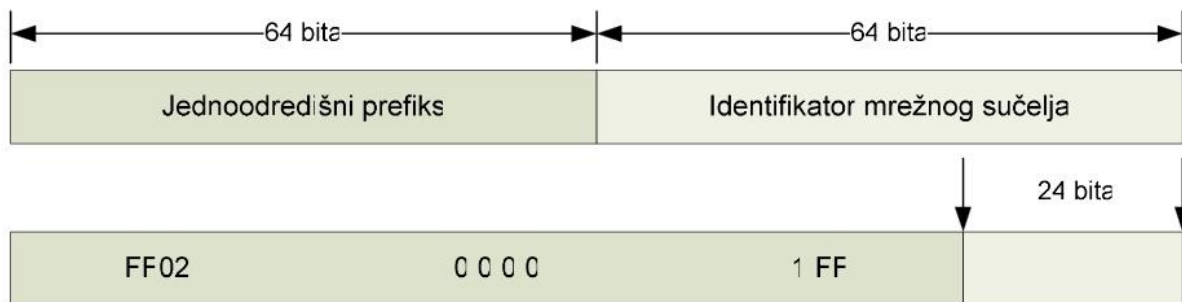 64 bita 64 bita
Jednoodredišni prefiks Identifikator mrežnog sučelja
24 bita
FF02 0 0 0 0 1 FF